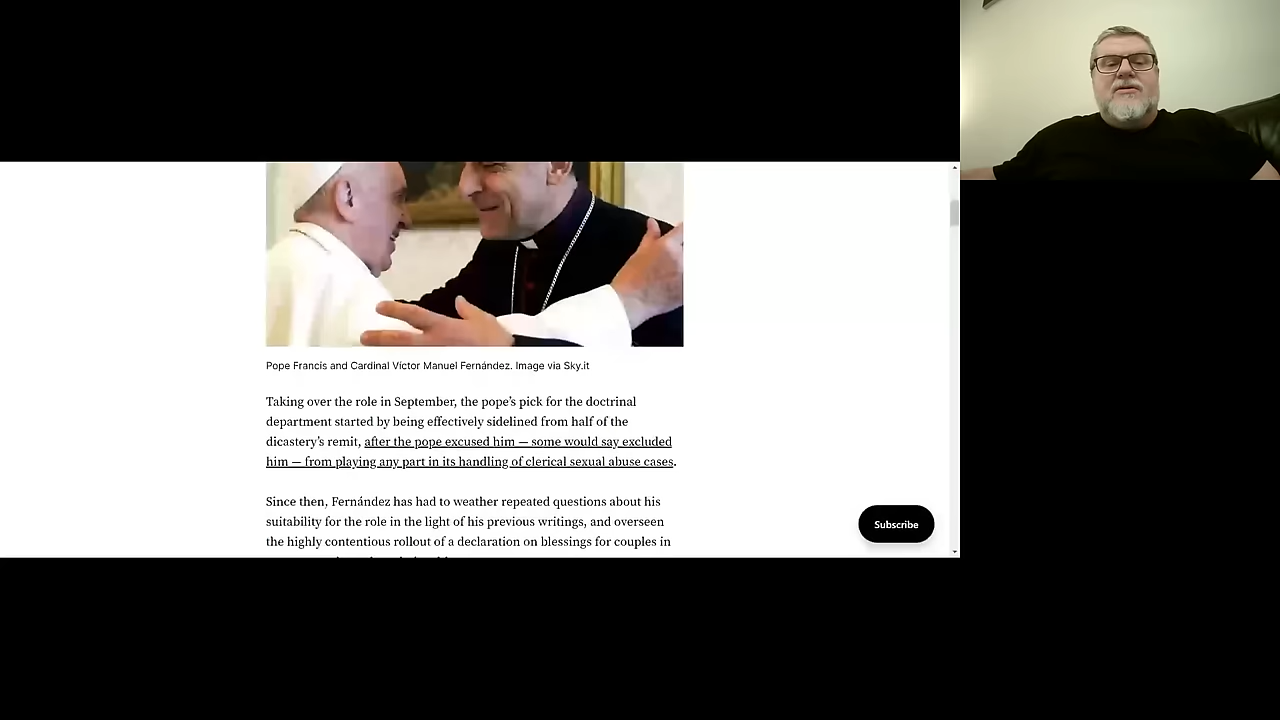 Pope Francis and Cardinal Víctor Manuel Fernández. Image via Sky.it
Taking over the role in September, the pope’s pick for the doctrinal
department started by being effectively sidelined from half of the
dicastery’s remit, after the pope excused him — some would say excluded
him — from playing any part in its handling of clerical sexual abuse cases.
Since then, Fernández has had to weather repeated questions about his
suitability for the role in the light of his previous writings, and overseen
the highly contentious rollout of a declaration on blessings for couples in
Subscribe